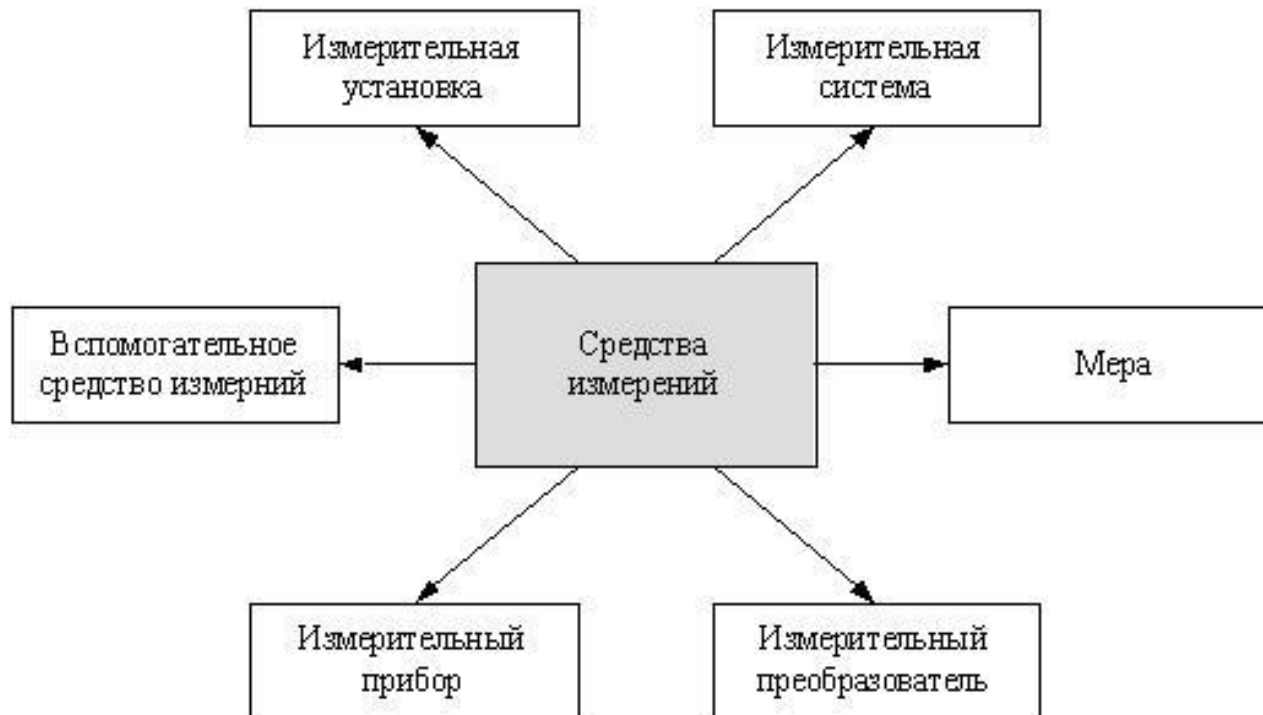 Измерительная
установка
Измерительная
система
Вспомогательное
средство измерний
Средства
измерений
Мера
Измерительный
прибор
Измерительный
преобразователь